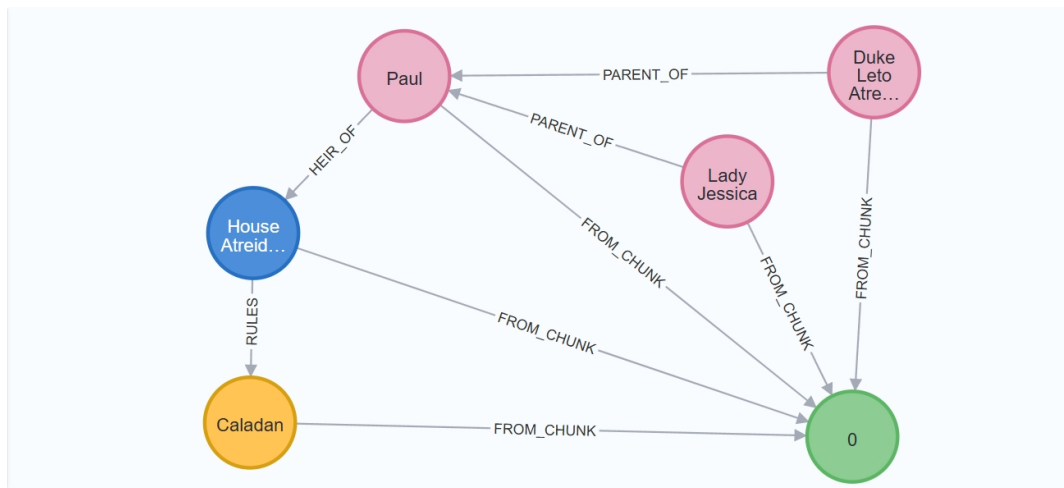 Duke
Leto
Atre…
PARENT_OF
Paul
PARENT_OF
HEIR_OF
Lady
Jessica
House
Atreid…
FROM_CHUNK
FROM_CHUNK
FROM_CHUNK
RULES
FROM_CHUNK
Caladan
FROM_CHUNK
0